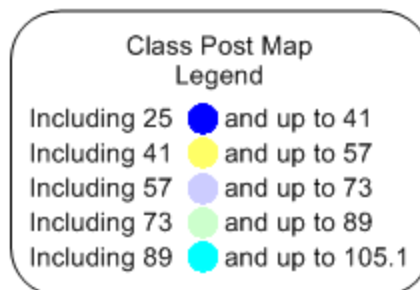 Class Post Map
Legend
Including 25 and up to 41
Including 41 and up to 57
Including 57 and up to 73
Including 73 and up to 89
Including 89 and up to 105.1